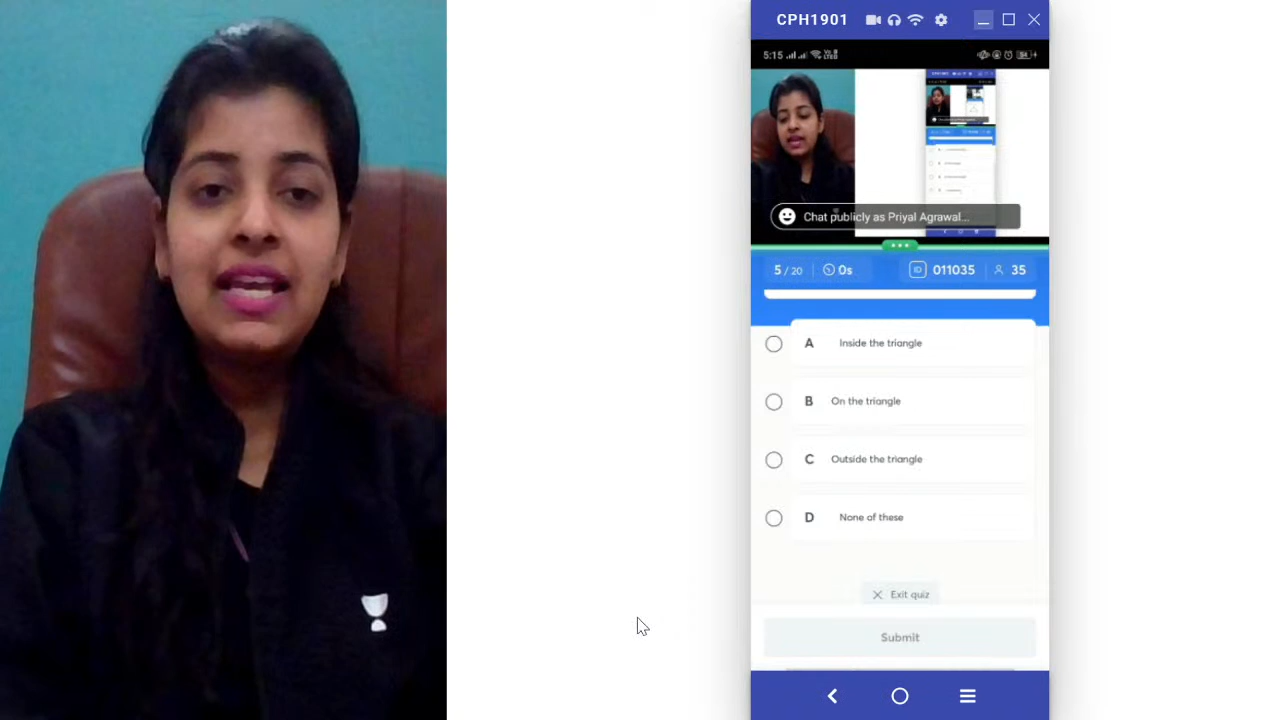 CPH1901
5:15
Chat publicly as Priyal Agrawal...
5 / 20
0s
ID 011035
35
A Inside the triangle
B On the triangle
C Outside the triangle
D None of these
Exit quiz
Submit